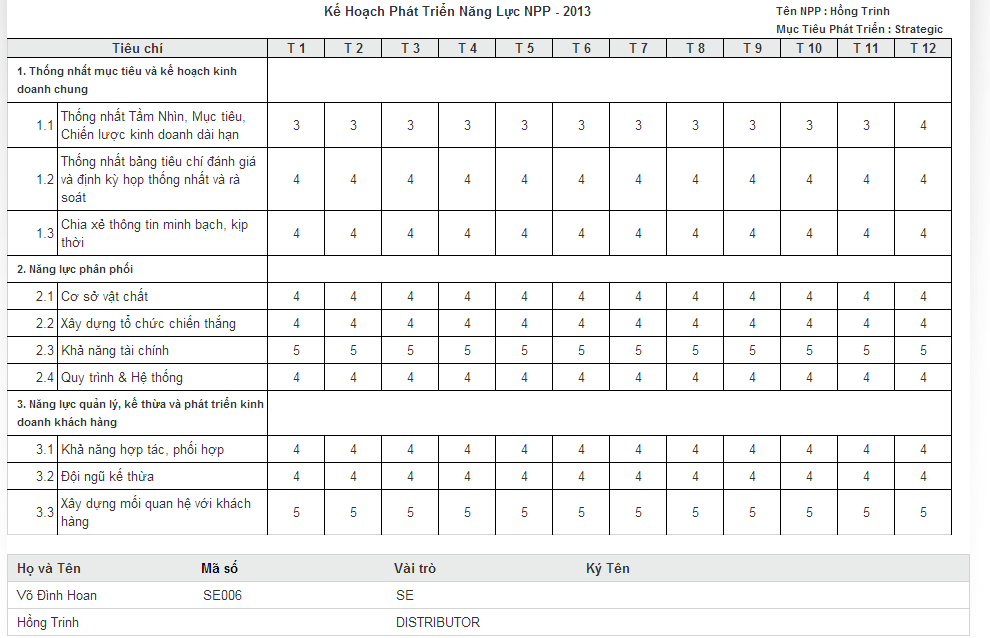 Kế Hoạch Phát Triển Năng Lực NPP - 2013
Tên NPP : Hồng Trinh
Mục Tiêu Phát Triển : Strategic
Tiêu chí T 1 T 2 T 3 T 4 T 5 T 6 T 7 T 8 T 9 T 10 T 11 T 12
1. Thống nhất mục tiêu và kế hoạch kinh
doanh chung
1.1 Thống nhất Tầm Nhìn, Mục tiêu,
Chiến lược kinh doanh dài hạn 3 3 3 3 3 3 3 3 3 3 3 4
1.2 Thống nhất bảng tiêu chí đánh giá
và định kỳ họp thống nhất và rà
soát 4 4 4 4 4 4 4 4 4 4 4 4
1.3 Chia xẻ thông tin minh bạch, kịp
thời 4 4 4 4 4 4 4 4 4 4 4 4
2. Năng lực phân phối
2.1 Cơ sở vật chất 4 4 4 4 4 4 4 4 4 4 4 4
2.2 Xây dựng tổ chức chiến thắng 4 4 4 4 4 4 4 4 4 4 4 4
2.3 Khả năng tài chính 5 5 5 5 5 5 5 5 5 5 5 5
2.4 Quy trình & Hệ thống 4 4 4 4 4 4 4 4 4 4 4 4
3. Năng lực quản lý, kế thừa và phát triển kinh
doanh khách hàng
3.1 Khả năng hợp tác, phối hợp 4 4 4 4 4 4 4 4 4 4 4 4
3.2 Đội ngũ kế thừa 4 4 4 4 4 4 4 4 4 4 4 4
3.3 Xây dựng mối quan hệ với khách
hàng 5 5 5 5 5 5 5 5 5 5 5 5
Họ và Tên Mã số Vài trò Ký Tên
Võ Đình Hoan SE006 SE
Hồng Trinh DISTRIBUTOR